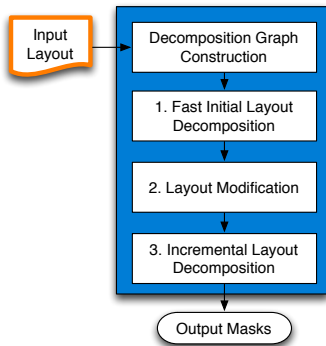 Input
Layout
Decomposition Graph
Construction
1. Fast Initial Layout
Decomposition
2. Layout Modification
3. Incremental Layout
Decomposition
Output Masks